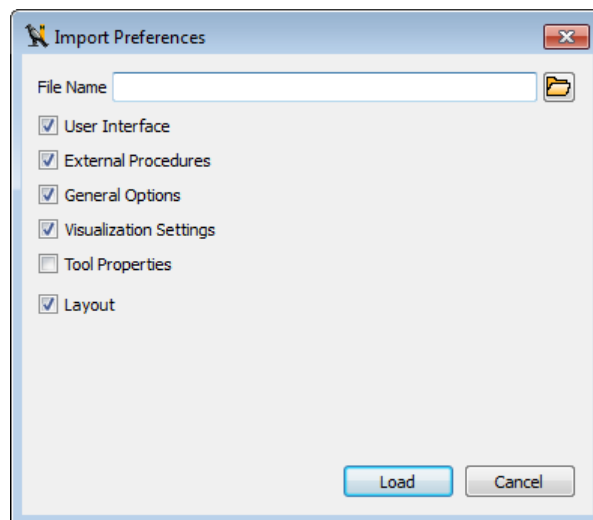 Import Preferences
File Name
User Interface
External Procedures
General Options
Visualization Settings
Tool Properties
Layout
Load Cancel